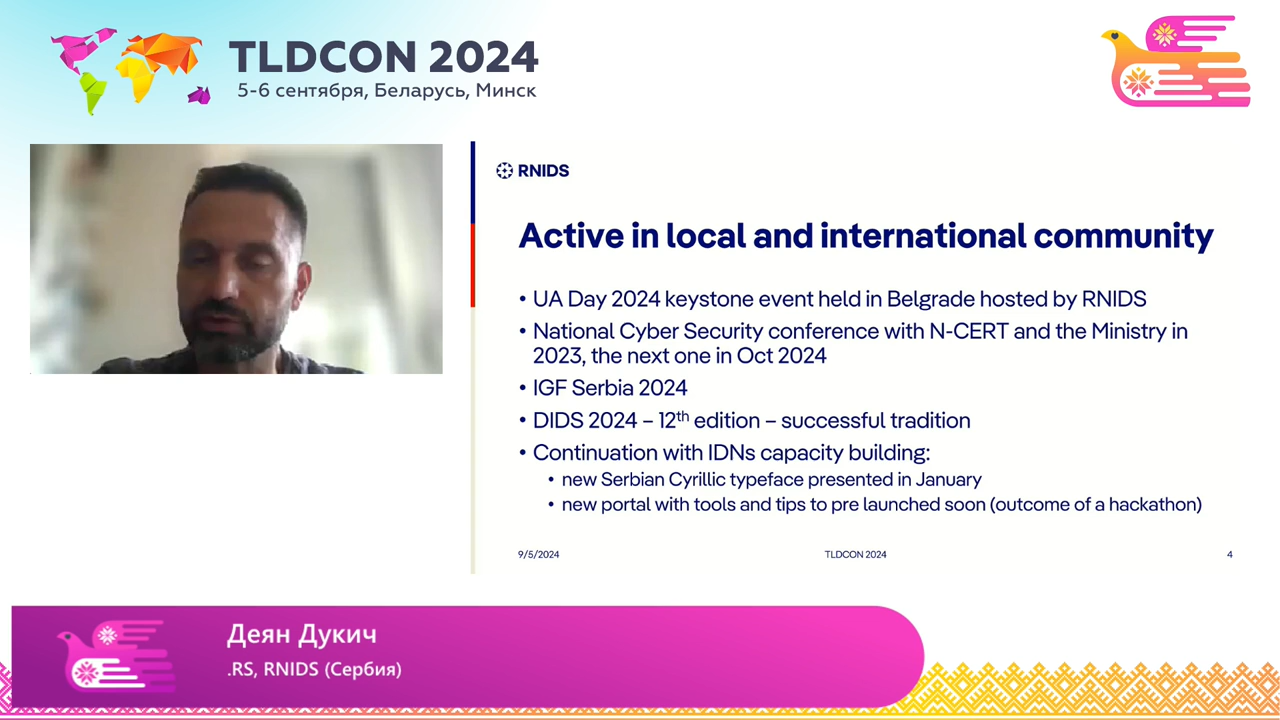 TLDCON 2024
5-6 сентября, Беларусь, Минск
RNIDS
Active in local and international community
• UA Day 2024 keystone event held in Belgrade hosted by RNIDS
• National Cyber Security conference with N-CERT and the Ministry in
2023, the next one in Oct 2024
• IGF Serbia 2024
• DIDS 2024 – 12th edition – successful tradition
• Continuation with IDNs capacity building:
• new Serbian Cyrillic typeface presented in January
• new portal with tools and tips to pre launched soon (outcome of a hackathon)
9/5/2024
TLDCON 2024
4
Деян Дукич
.RS, RNIDS (Сербия)